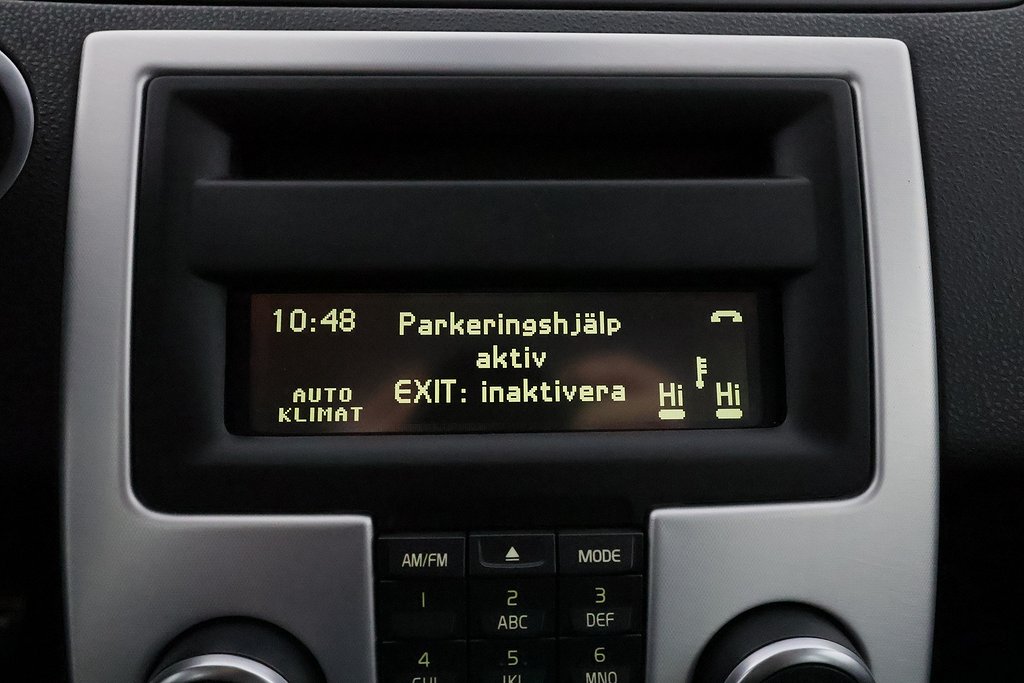 10:48
Parkeringshjälp
aktiv
EXIT: inaktivera
AUTO
KLIMAT
Hi
Hi
AM/FM
MODE
1
2
3
ABC
DEF
4
5
6
MNO